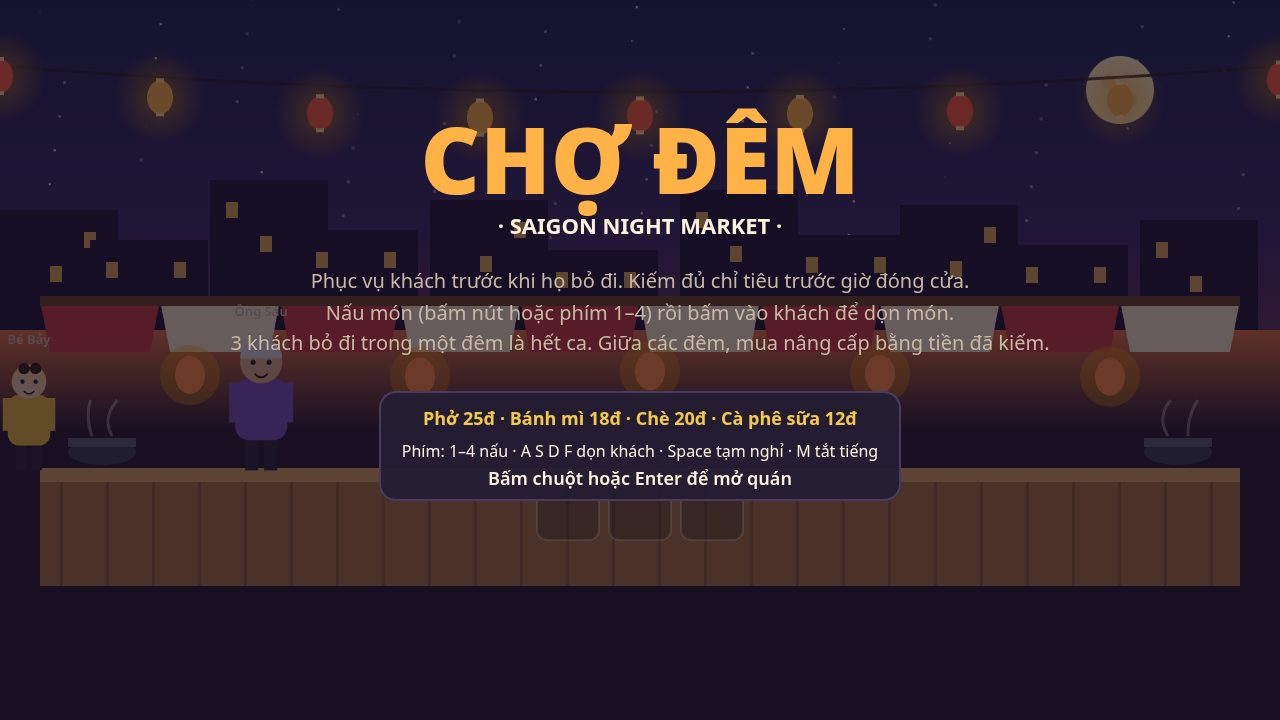 CHỢ ĐÊM
· SAIGON NIGHT MARKET ·
Phục vụ khách trước khi họ bỏ đi. Kiếm đủ chỉ tiêu trước giờ đóng cửa.
Ông Sáu
Nấu món (bấm nút hoặc phím 1–4) rồi bấm vào khách để dọn món.
Bé Bảy
3 khách bỏ đi trong một đêm là hết ca. Giữa các đêm, mua nâng cấp bằng tiền đã kiếm.
Phở 25đ · Bánh mì 18đ · Chè 20đ · Cà phê sữa 12đ
Phím: 1–4 nấu · A S D F dọn khách · Space tạm nghỉ · M tắt tiếng
Bấm chuột hoặc Enter để mở quán